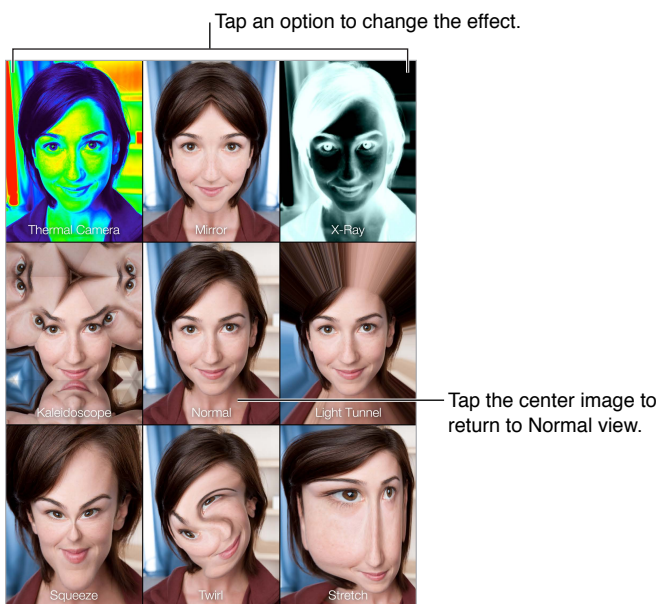 Tap an option to change the effect.
Thermal Camera
Mirror
X-Ray
Kaleidoscope
Normal
Light Tunnel
Tap the center image to
return to Normal view.
Squeeze
Twirl
Stretch